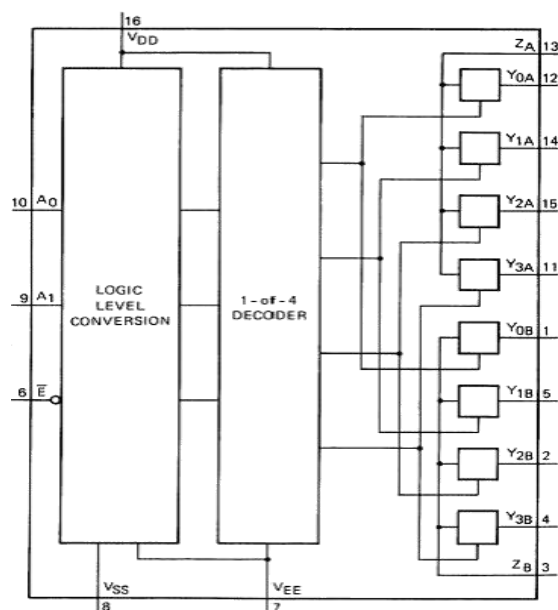 16
VDD
ZA 13
Y0A 12
Y1A 14
10 A0
Y2A 15
Y3A 11
9 A1
LOGIC
LEVEL
CONVERSION
1-of-4
DECODER
Y0B 1
6 E̅
Y1B 5
Y2B 2
Y3B 4
ZB 3
VSS
VEE
8
7